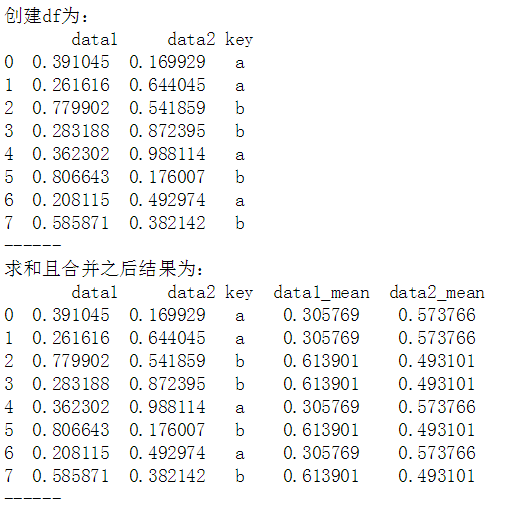 创建df为:
data1 data2 key
0 0.391045 0.169929 a
1 0.261616 0.644045 a
2 0.779902 0.541859 b
3 0.283188 0.872395 b
4 0.362302 0.988114 a
5 0.806643 0.176007 b
6 0.208115 0.492974 a
7 0.585871 0.382142 b
------
求和且合并之后结果为:
data1 data2 key data1_mean data2_mean
0 0.391045 0.169929 a 0.305769 0.573766
1 0.261616 0.644045 a 0.305769 0.573766
2 0.779902 0.541859 b 0.613901 0.493101
3 0.283188 0.872395 b 0.613901 0.493101
4 0.362302 0.988114 a 0.305769 0.573766
5 0.806643 0.176007 b 0.613901 0.493101
6 0.208115 0.492974 a 0.305769 0.573766
7 0.585871 0.382142 b 0.613901 0.493101
------